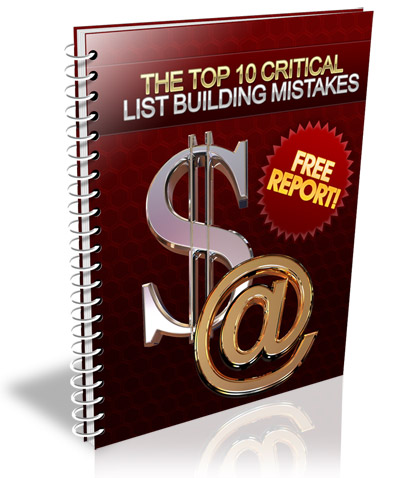 THE TOP 10 CRITICAL
LIST BUILDING MISTAKES
FREE
REPORT!
$
@